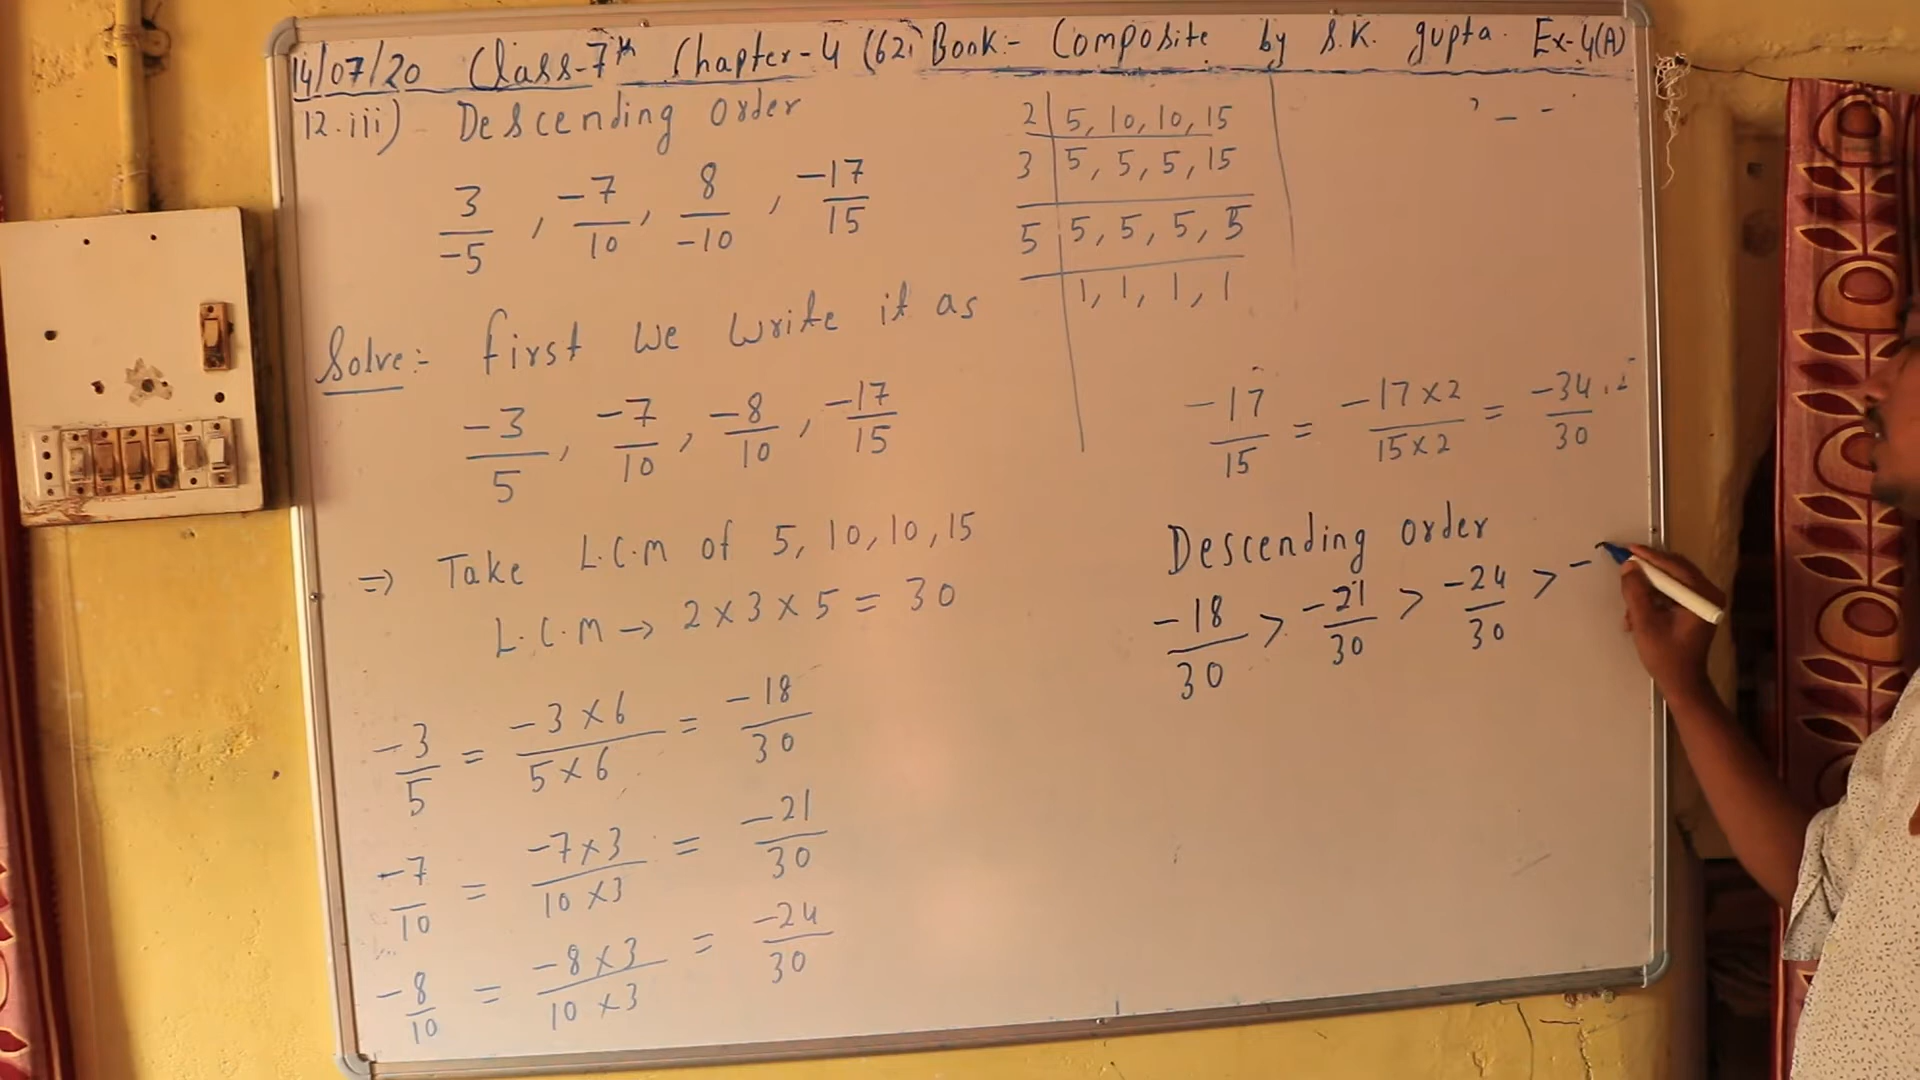 14/07/20 Class-7th Chapter-4 (62) Book:- Composite by S.K. gupta. Ex-4(A)
12.iii) Descending order
3/-5 , -7/10 , 8/-10 , -17/15
Solve:- first we write it as
-3/5 , -7/10 , -8/10 , -17/15
=> Take L.C.M of 5, 10, 10, 15
L.C.M → 2 × 3 × 5 = 30
-3/5 = -3×6/5×6 = -18/30
-7/10 = -7×3/10×3 = -21/30
-8/10 = -8×3/10×3 = -24/30
2 | 5, 10, 10, 15
3 | 5, 5, 5, 15
5 | 5, 5, 5, 5
1, 1, 1, 1
-17/15 = -17×2/15×2 = -34/30
Descending order
-18/30 > -21/30 > -24/30 > -